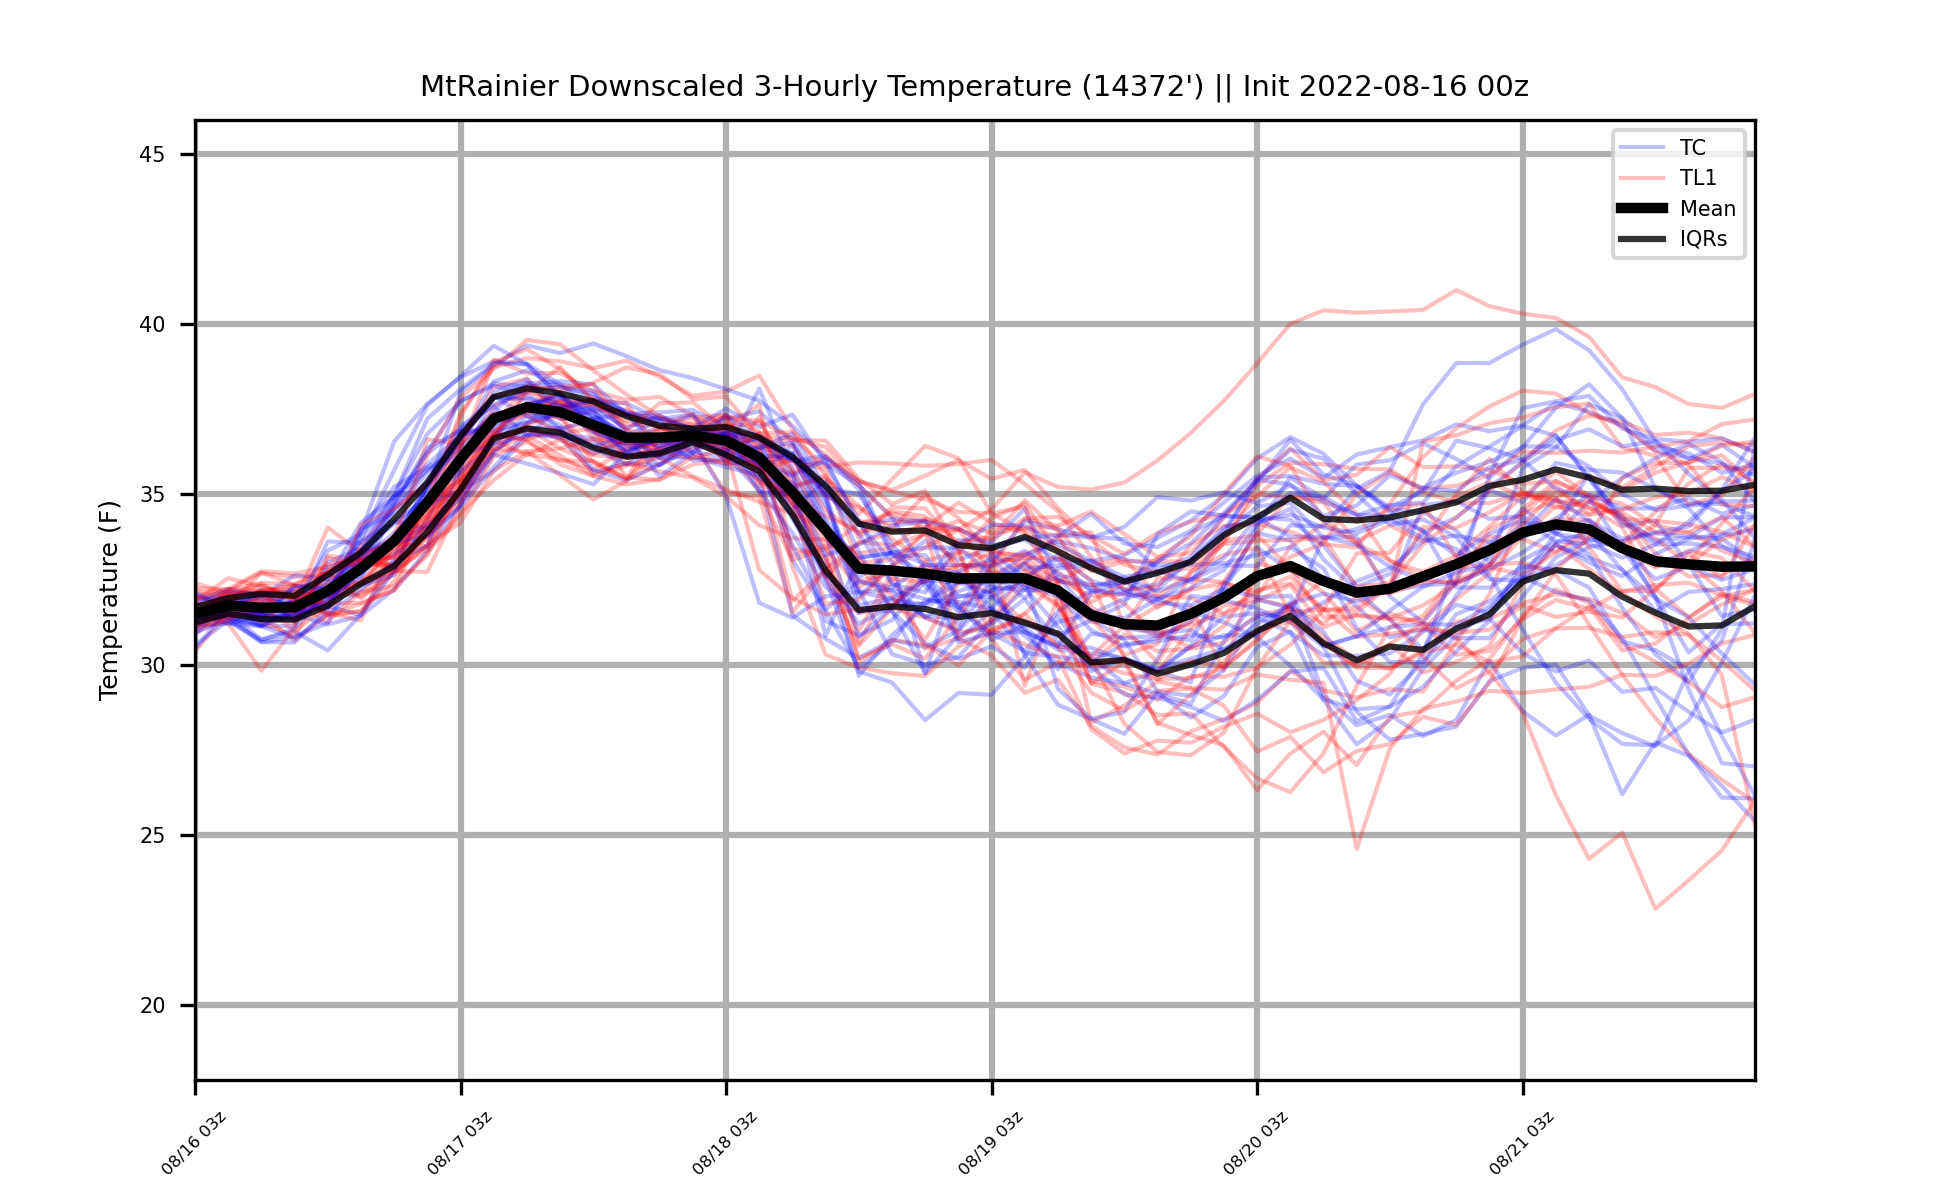 MtRainier Downscaled 3-Hourly Temperature (14372') || Init 2022-08-16 00z
TC
TL1
Mean
IQRs
Temperature (F)
45
40
35
30
25
20
08/16 03z
08/17 03z
08/18 03z
08/19 03z
08/20 03z
08/21 03z